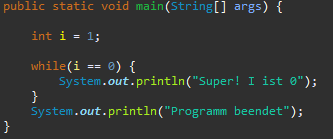 public static void main(String[] args) {
int i = 1;
while(i == 0) {
System.out.println("Super! I ist 0");
}
System.out.println("Programm beendet");
}